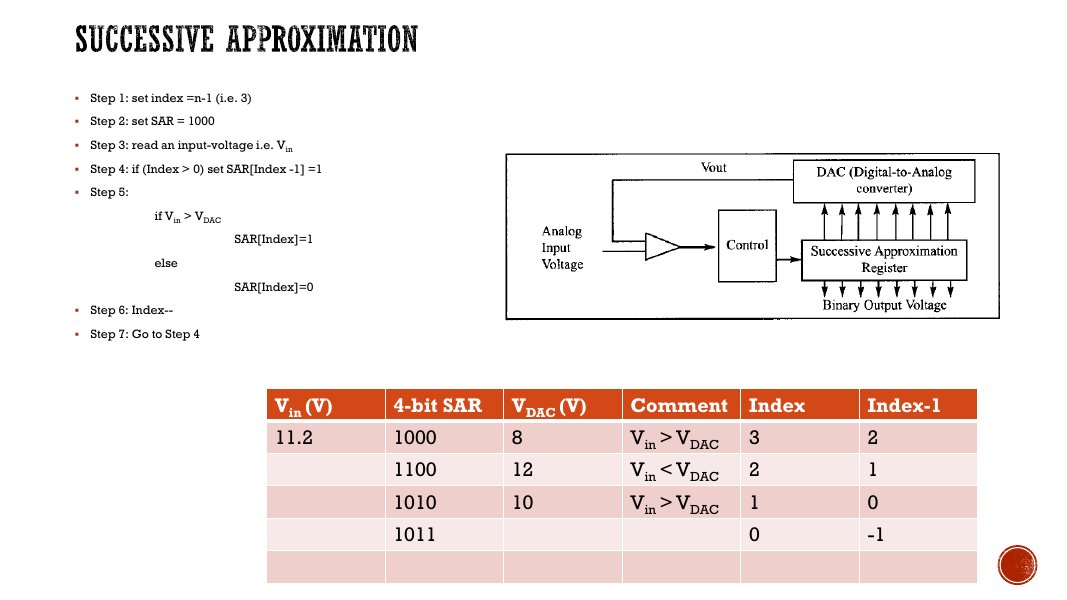 SUCCESSIVE APPROXIMATION
▪ Step 1: set index =n-1 (i.e. 3)
▪ Step 2: set SAR = 1000
▪ Step 3: read an input-voltage i.e. Vin
▪ Step 4: if (Index > 0) set SAR[Index -1] =1
▪ Step 5:
if Vin > VDAC
SAR[Index]=1
else
SAR[Index]=0
▪ Step 6: Index--
▪ Step 7: Go to Step 4
Vout
DAC (Digital-to-Analog
converter)
Analog
Input
Voltage
Control
Successive Approximation
Register
Binary Output Voltage
Vin (V) 4-bit SAR VDAC (V) Comment Index Index-1
11.2 1000 8 Vin > VDAC 3 2
1100 12 Vin < VDAC 2 1
1010 10 Vin > VDAC 1 0
1011 0 -1